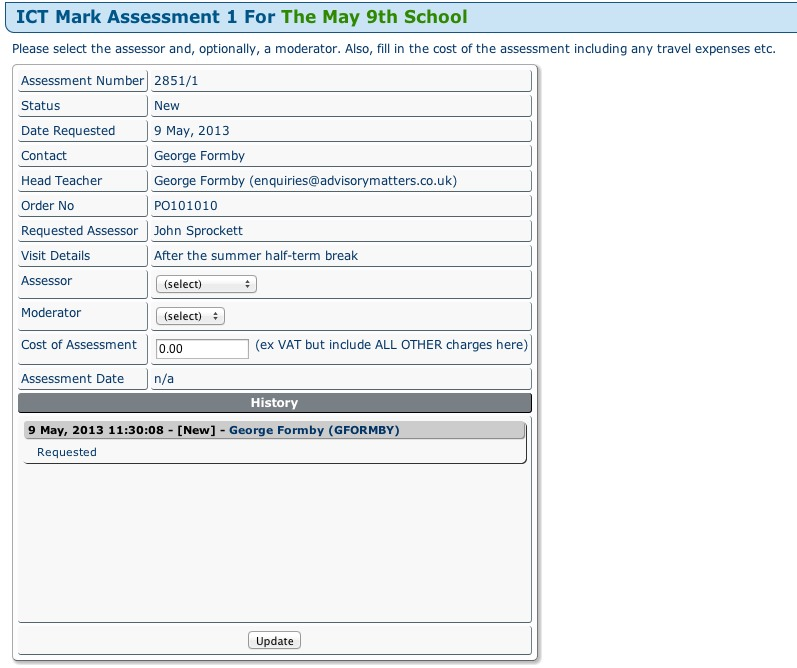 ICT Mark Assessment 1 For The May 9th School
Please select the assessor and, optionally, a moderator. Also, fill in the cost of the assessment including any travel expenses etc.
Assessment Number 2851/1
Status New
Date Requested 9 May, 2013
Contact George Formby
Head Teacher George Formby (enquiries@advisorymatters.co.uk)
Order No PO101010
Requested Assessor John Sprockett
Visit Details After the summer half-term break
Assessor (select)
Moderator (select)
Cost of Assessment 0.00 (ex VAT but include ALL OTHER charges here)
Assessment Date n/a
History
9 May, 2013 11:30:08 - [New] - George Formby (GFORMBY)
Requested
Update